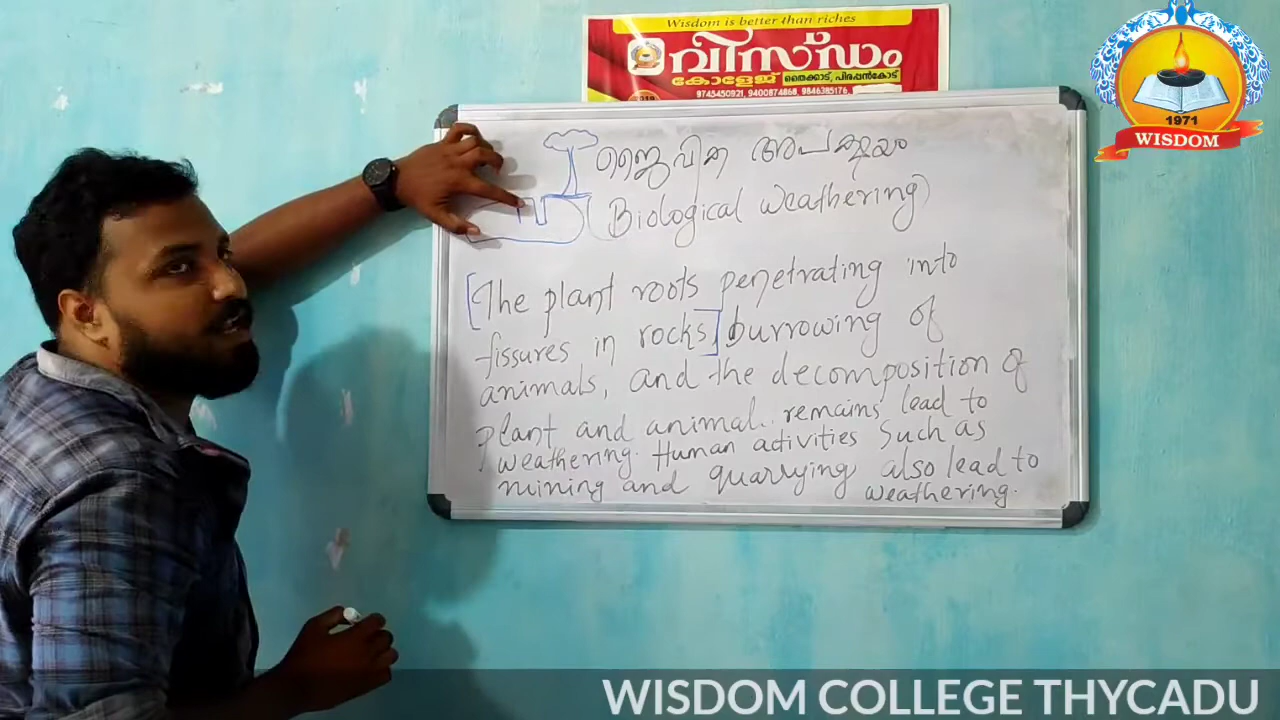 Wisdom is better than riches
വിസ്ഡം
കോളേജ് തൈക്കാട്, പിരപ്പൻകോട്
9745450921, 9400874868, 9846385176
1971
WISDOM
ജൈവിക അപക്ഷയം
(Biological Weathering)
[The plant roots penetrating into
fissures in rocks] burrowing of
animals, and the decomposition of
plant and animal remains lead to
weathering. Human activities such as
mining and quarrying also lead to
weathering.
WISDOM COLLEGE THYCADU